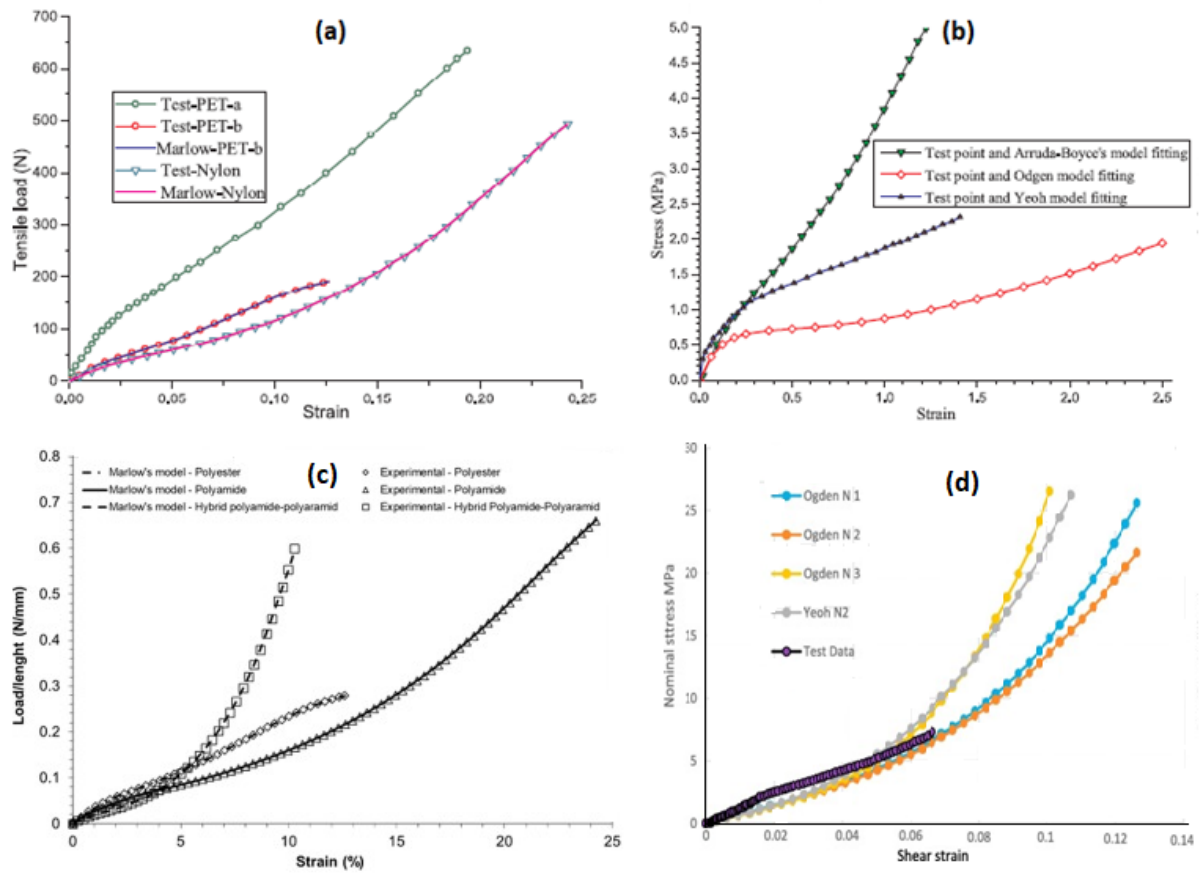 (a)
700
600
500
400
300
200
100
0
Tensile load (N)
Test-PET-a
Test-PET-b
Marlow-PET-b
Test-Nylon
Marlow-Nylon
0.00 0.05 0.10 0.15 0.20 0.25
Strain
(b)
5.0
4.5
4.0
3.5
3.0
2.5
2.0
1.5
1.0
0.5
0.0
Stress (MPa)
Test point and Arruda-Boyce's model fitting
Test point and Odgen model fitting
Test point and Yeoh model fitting
0.0 0.5 1.0 1.5 2.0 2.5
Strain
(c)
0.8
0.7
0.6
0.5
0.4
0.3
0.2
0.1
0
Load/lenght (N/mm)
Marlow's model - Polyester
Marlow's model - Polyamide
Marlow's model - Hybrid polyamide-polyaramid
Experimental - Polyester
Experimental - Polyamide
Experimental - Hybrid Polyamide-Polyaramid
0 5 10 15 20 25
Strain (%)
(d)
30
25
20
15
10
5
0
Nominal sttress MPa
Ogden N 1
Ogden N 2
Ogden N 3
Yeoh N2
Test Data
0 0.02 0.04 0.06 0.08 0.1 0.12 0.14
Shear strain